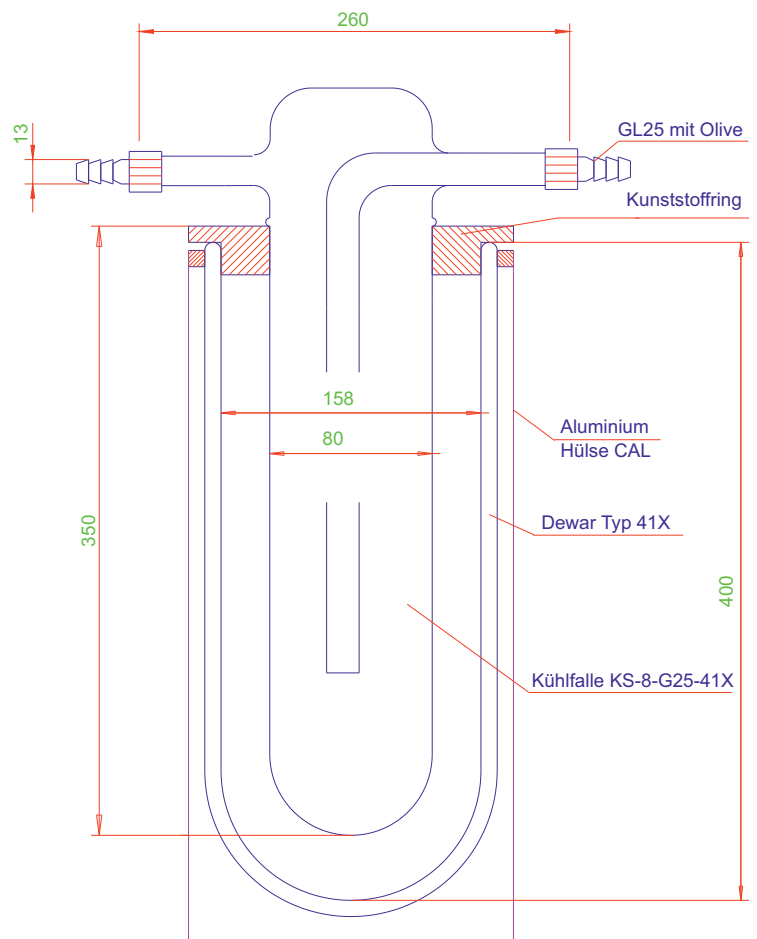 260
13
GL25 mit Olive
Kunststoffring
158
80
Aluminium
Hülse CAL
350
Dewar Typ 41X
400
Kühlfalle KS-8-G25-41X